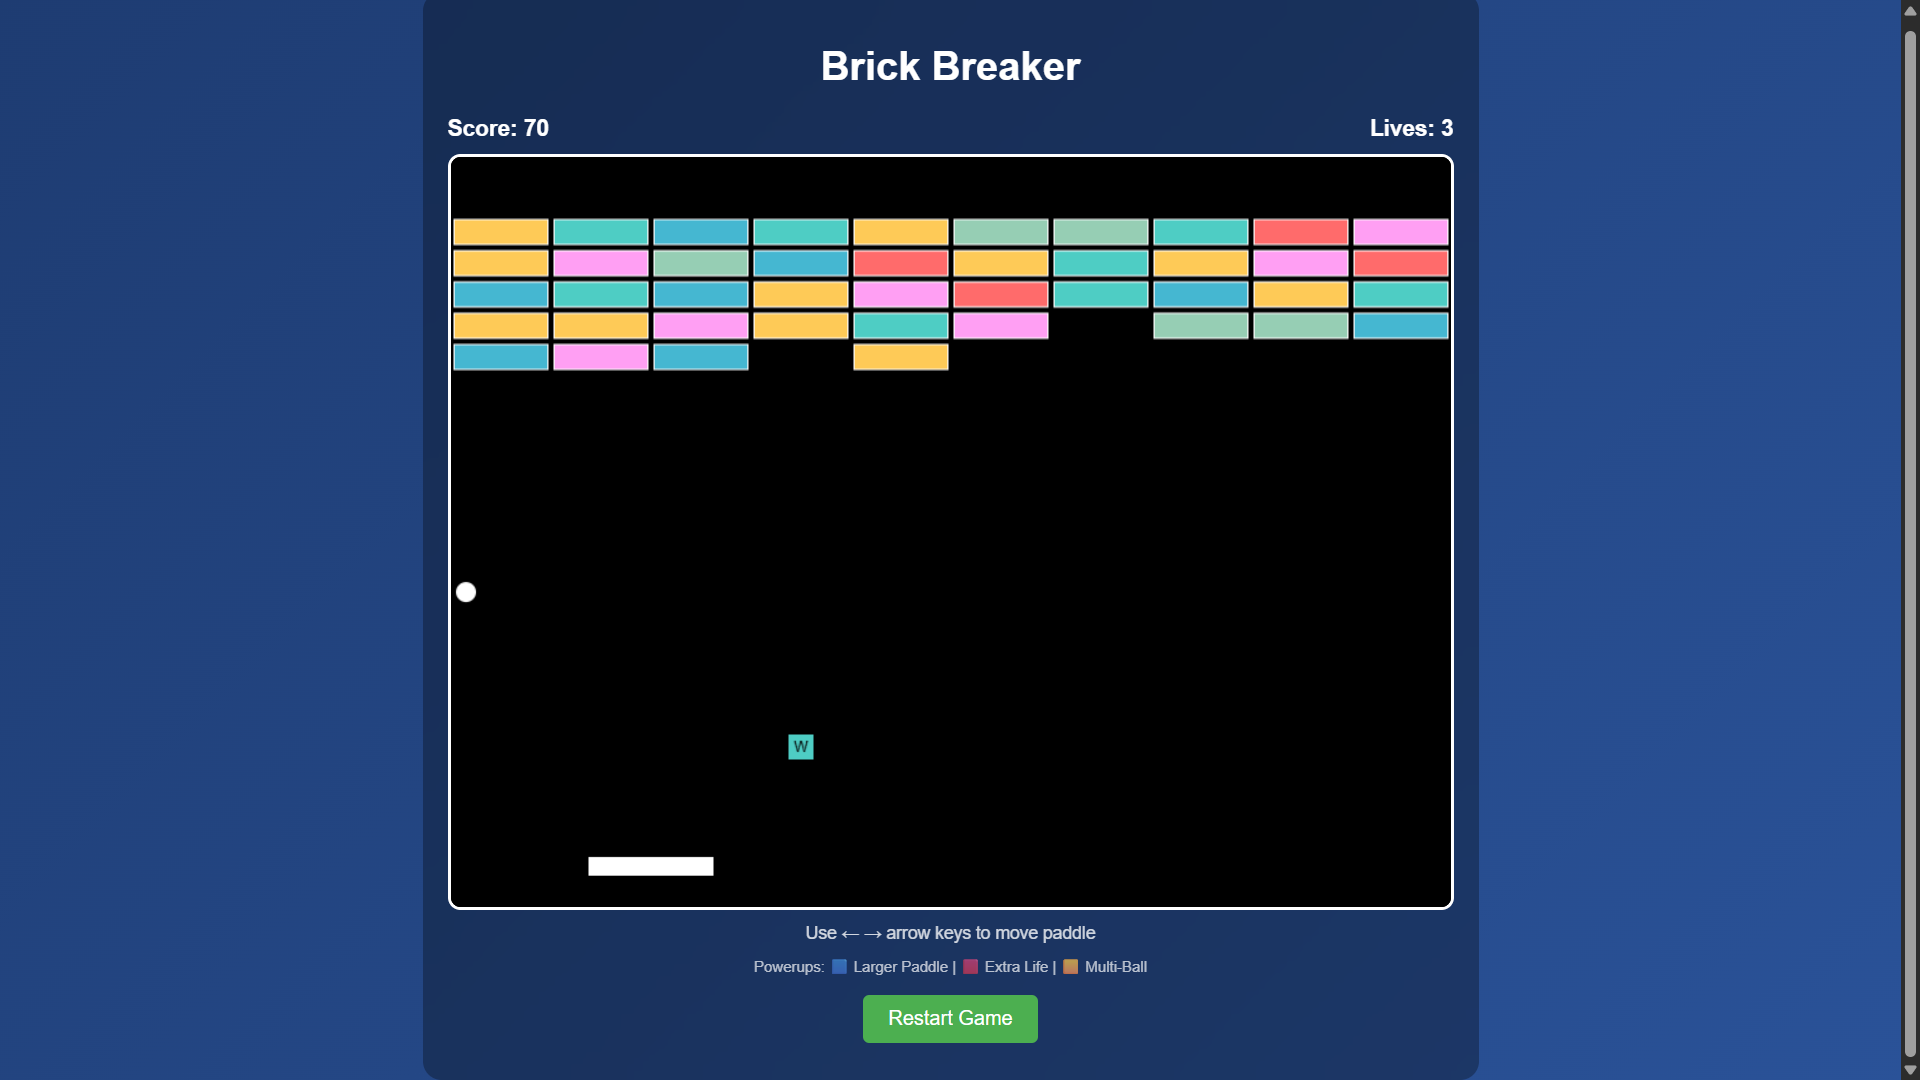 Brick Breaker
Score: 70
Lives: 3
W
Use ←→ arrow keys to move paddle
Powerups: Larger Paddle | Extra Life | Multi-Ball
Restart Game